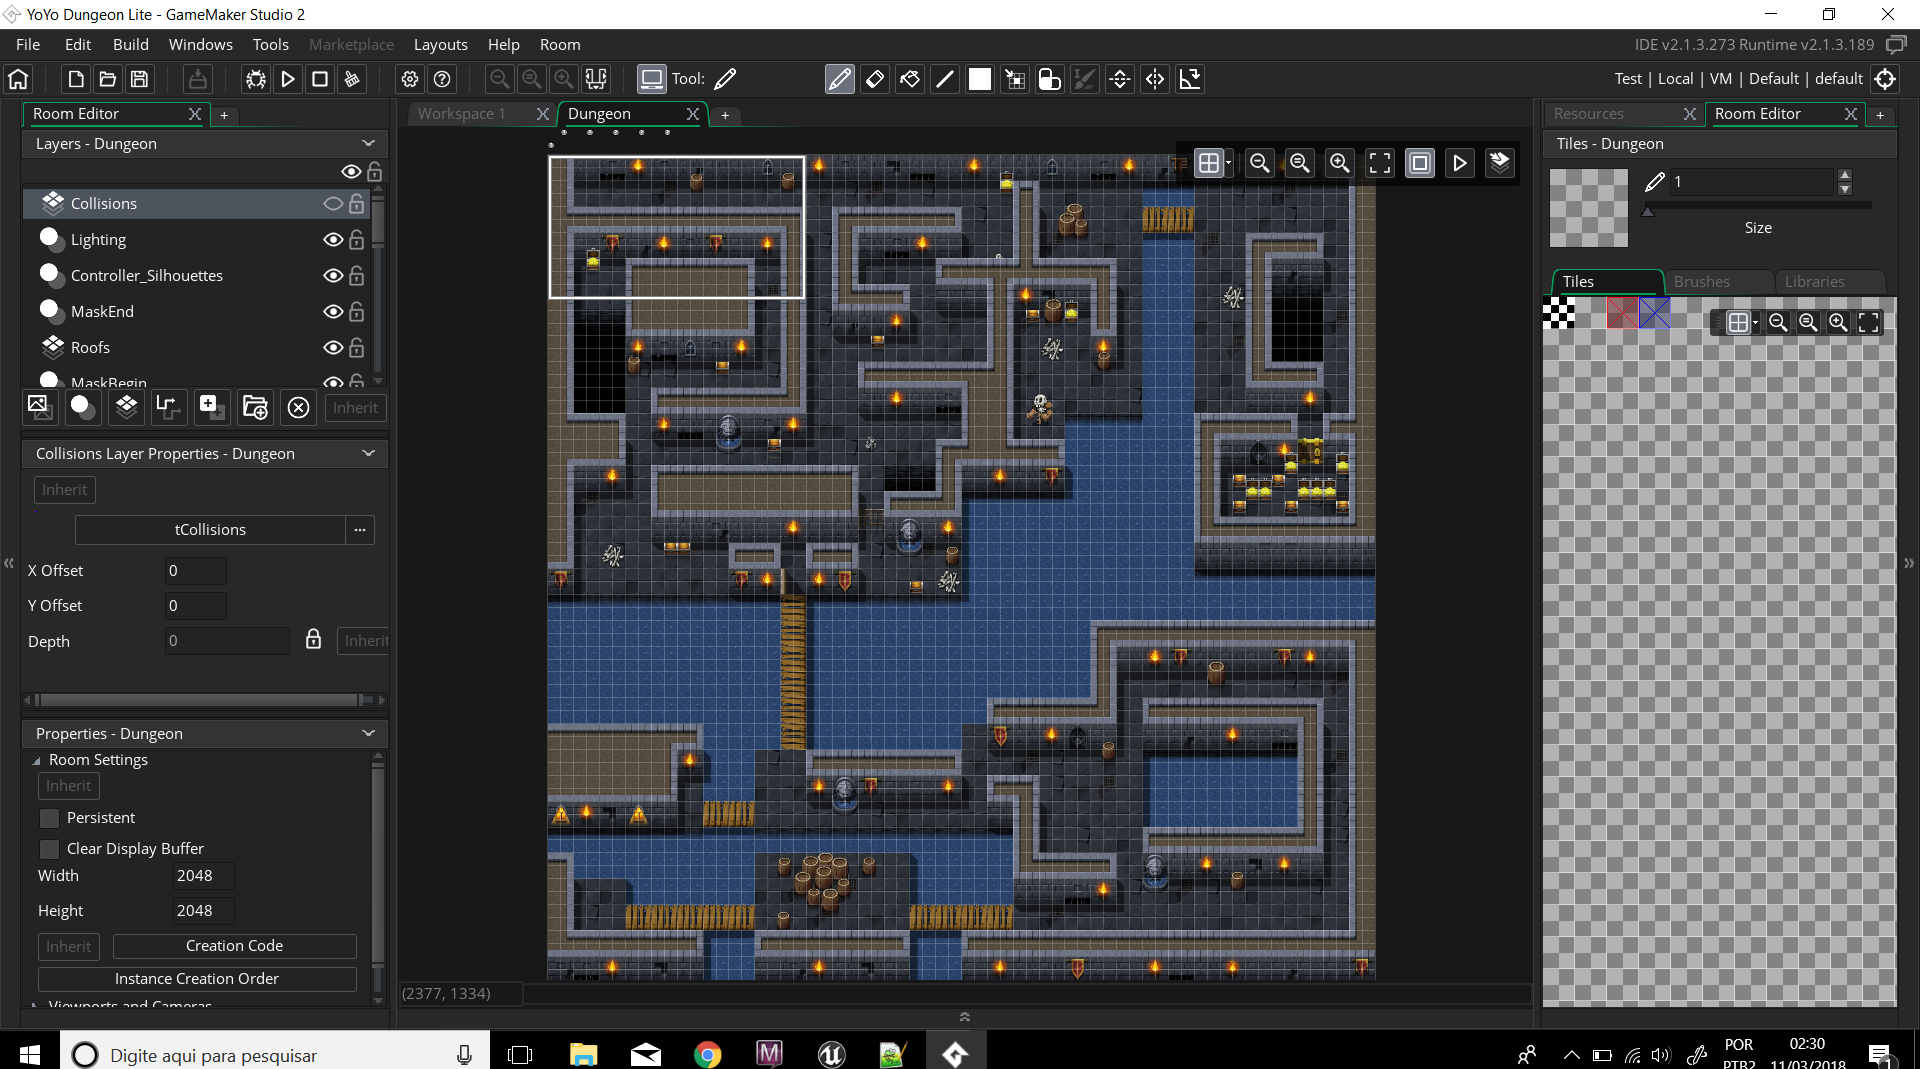 YoYo Dungeon Lite - GameMaker Studio 2
File Edit Build Windows Tools Marketplace Layouts Help Room
IDE v2.1.3.273 Runtime v2.1.3.189
Tool:
Test | Local | VM | Default | default
Room Editor
Workspace 1
Dungeon
Resources
Room Editor
Layers - Dungeon
Collisions
Lighting
Controller_Silhouettes
MaskEnd
Roofs
MaskBegin
Inherit
Collisions Layer Properties - Dungeon
Inherit
tCollisions
...
X Offset 0
Y Offset 0
Depth 0
Inherit
Properties - Dungeon
Room Settings
Inherit
Persistent
Clear Display Buffer
Width 2048
Height 2048
Inherit Creation Code
Instance Creation Order
Viewports and Cameras
(2377, 1334)
Tiles - Dungeon
1
Size
Tiles Brushes Libraries
Digite aqui para pesquisar
POR
PTB2
02:30
11/03/2018
1